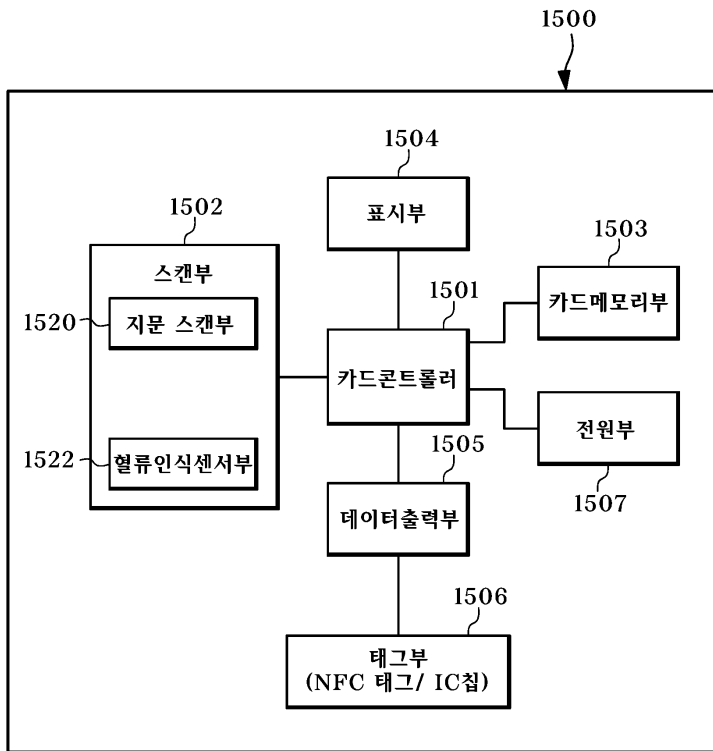 1500
1504
표시부
1502
스캔부
1503
카드메모리부
1501
1520
지문 스캔부
카드콘트롤러
1522
혈류인식센서부
전원부
1507
1505
데이터출력부
1506
태그부
(NFC 태그/ IC칩)